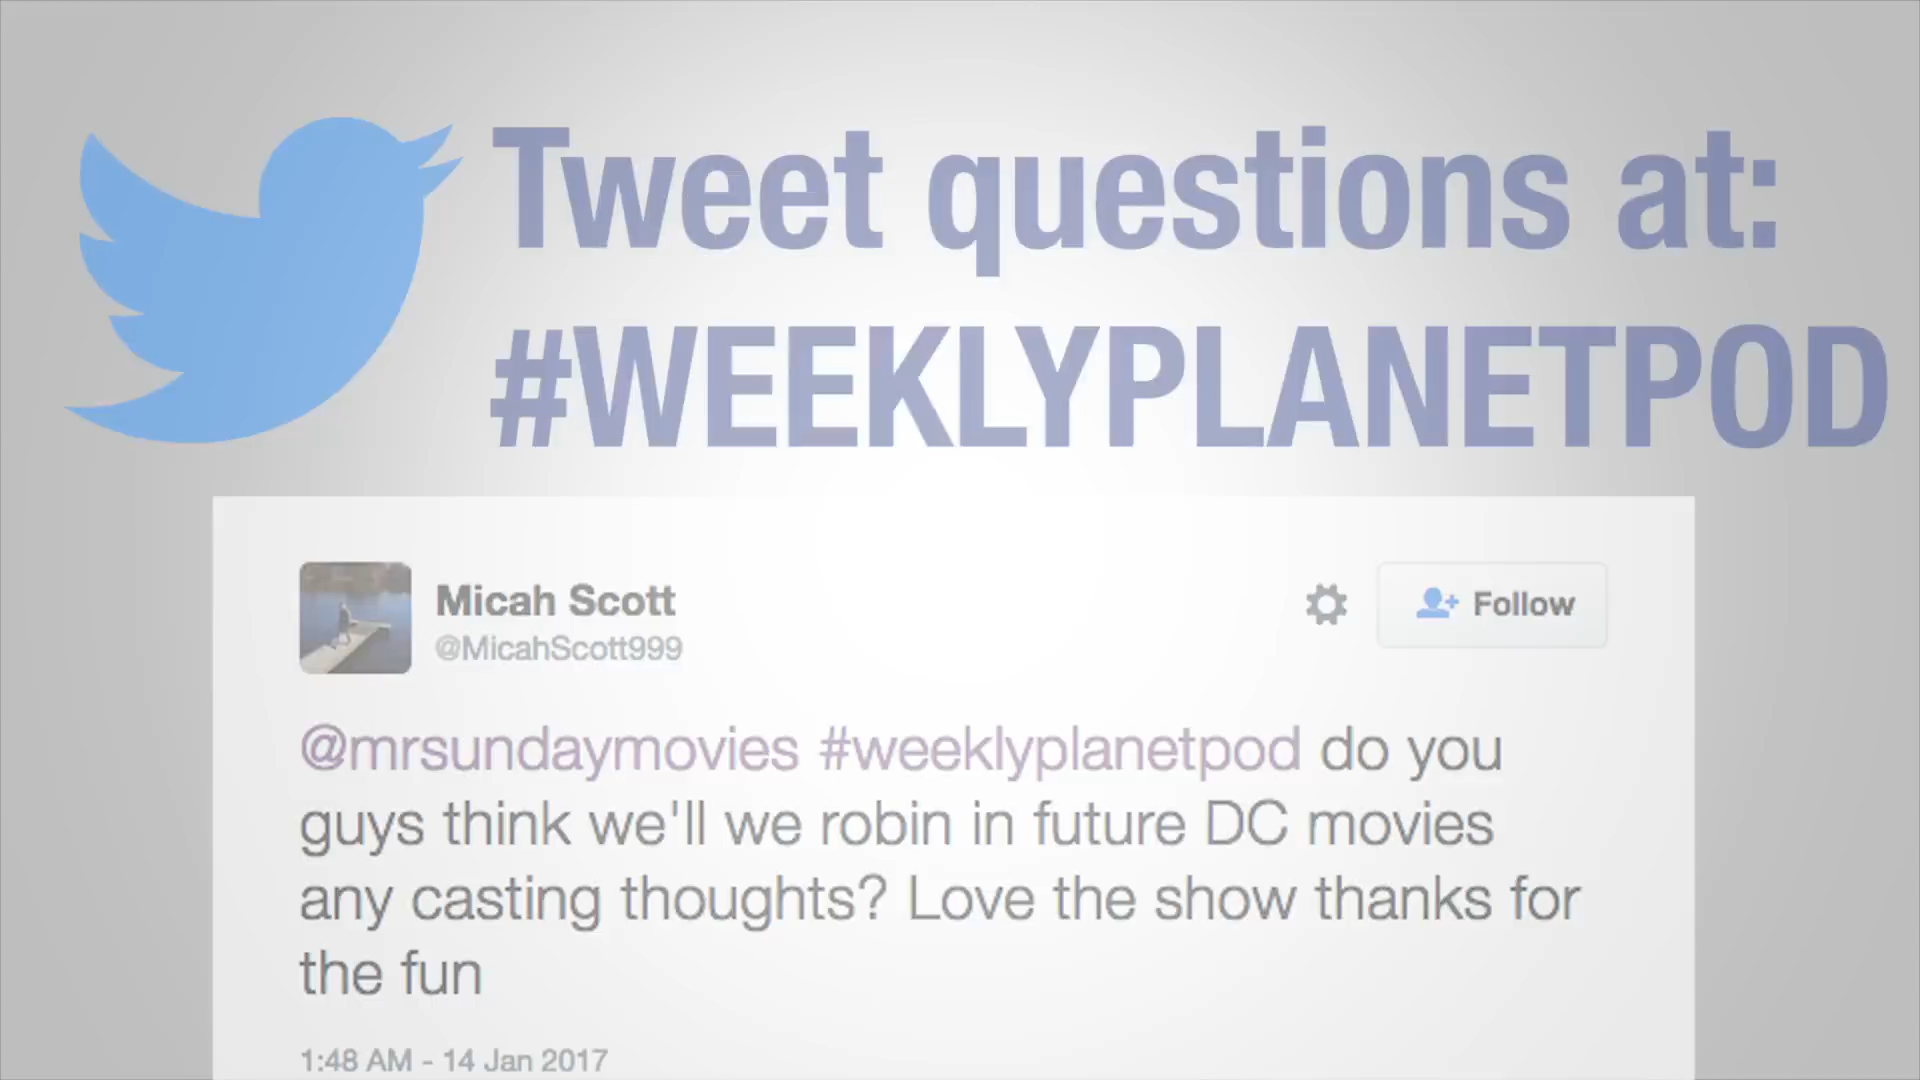 Tweet questions at:
#WEEKLYPLANETPOD
Micah Scott
@MicahScott999
Follow
@mrsundaymovies #weeklyplanetpod do you
guys think we'll we robin in future DC movies
any casting thoughts? Love the show thanks for
the fun
1:48 AM - 14 Jan 2017